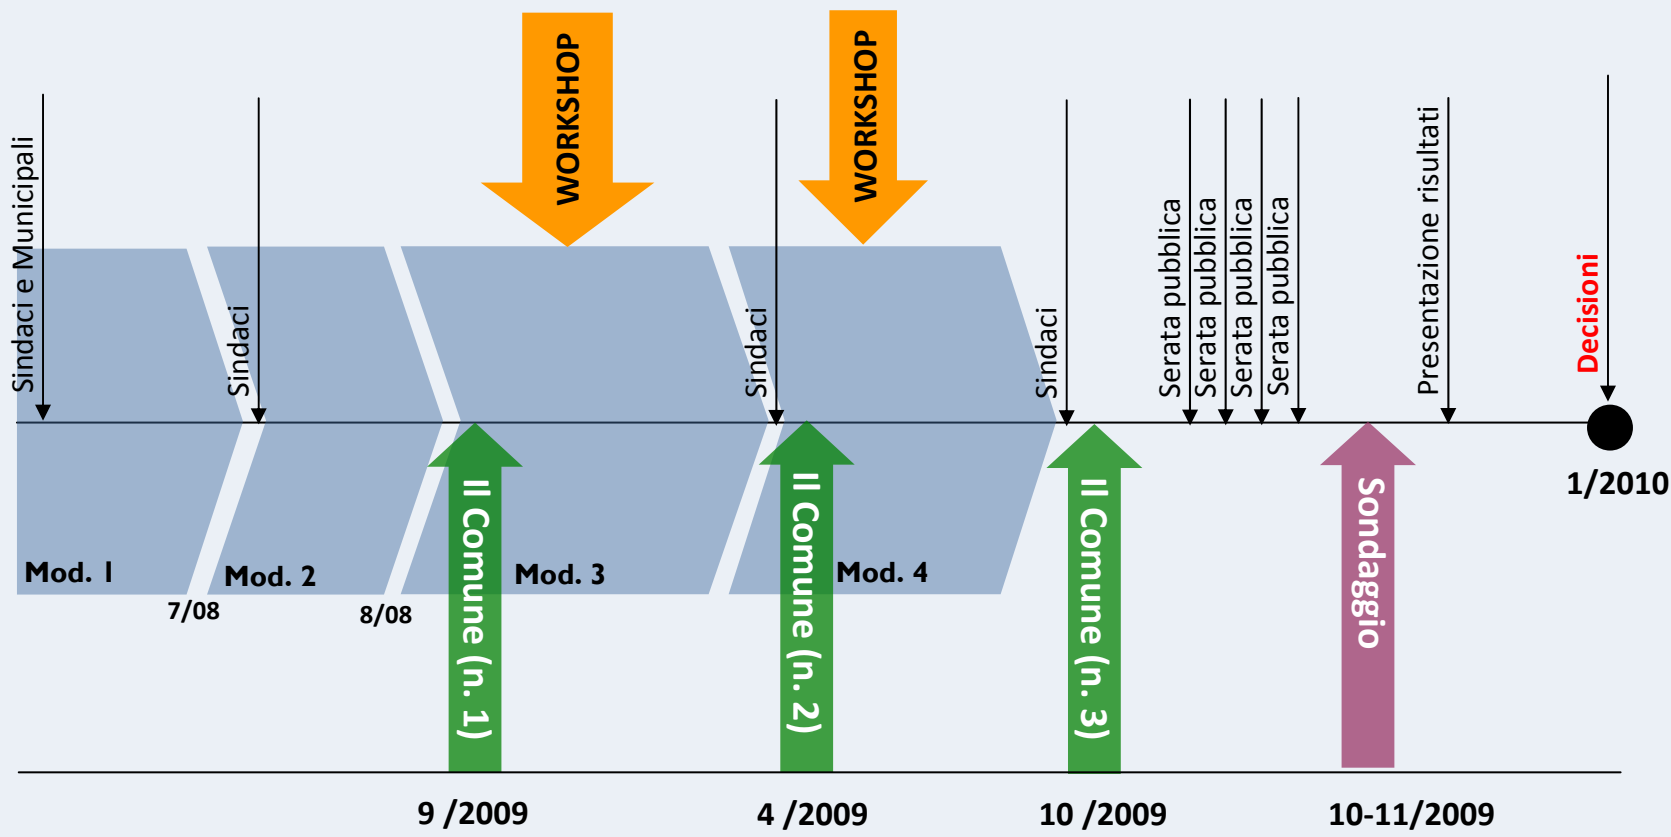 WORKSHOP
WORKSHOP
Sindaci e Municipali
Sindaci
Sindaci
Sindaci
Serata pubblica
Serata pubblica
Serata pubblica
Serata pubblica
Presentazione risultati
Decisioni
1/2010
Mod. 1
Mod. 2
Mod. 3
Mod. 4
7/08
8/08
Il Comune (n. 1)
Il Comune (n. 2)
Il Comune (n. 3)
Sondaggio
9 /2009
4 /2009
10 /2009
10-11/2009